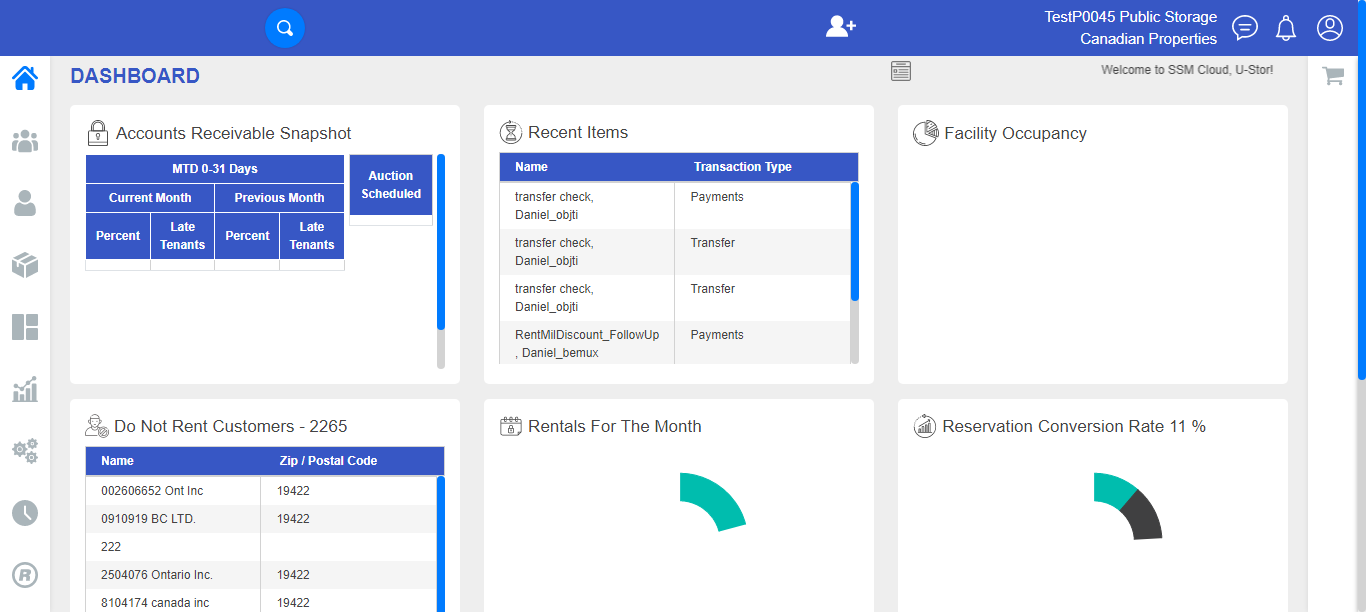 TestP0045 Public Storage
Canadian Properties
DASHBOARD
Welcome to SSM Cloud, U-Stor!
Accounts Receivable Snapshot
MTD 0-31 Days
Current Month
Previous Month
Percent
Late
Tenants
Percent
Late
Tenants
Auction
Scheduled
Recent Items
Name
Transaction Type
transfer check,
Daniel_objti
Payments
transfer check,
Daniel_objti
Transfer
transfer check,
Daniel_objti
Transfer
RentMilDiscount_FollowUp
, Daniel_bemux
Payments
Facility Occupancy
Do Not Rent Customers - 2265
Name
Zip / Postal Code
002606652 Ont Inc
19422
0910919 BC LTD.
19422
222
2504076 Ontario Inc.
19422
8104174 canada inc
19422
Rentals For The Month
Reservation Conversion Rate 11 %
R